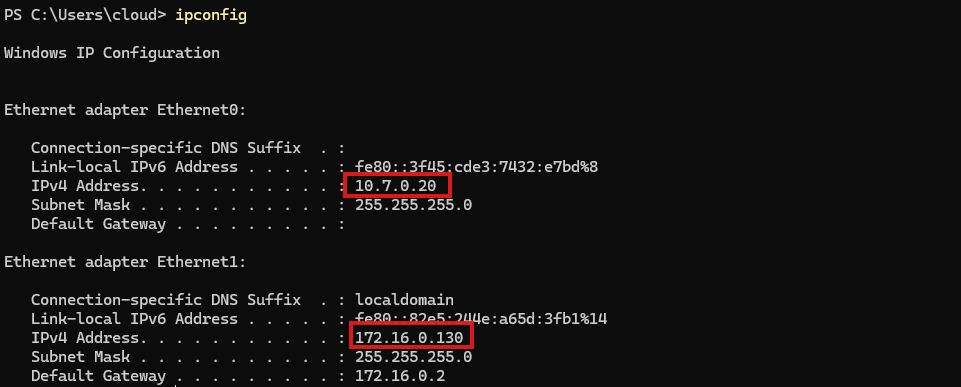 PS C:\Users\cloud> ipconfig
Windows IP Configuration
Ethernet adapter Ethernet0:
Connection-specific DNS Suffix  . :
Link-local IPv6 Address . . . . . : fe80::3f45:cde3:7432:e7bd%8
IPv4 Address. . . . . . . . . . . : 10.7.0.20
Subnet Mask . . . . . . . . . . . : 255.255.255.0
Default Gateway . . . . . . . . . :
Ethernet adapter Ethernet1:
Connection-specific DNS Suffix  . : localdomain
Link-local IPv6 Address . . . . . : fe80::82e5:244e:a65d:3fb1%14
IPv4 Address. . . . . . . . . . . : 172.16.0.130
Subnet Mask . . . . . . . . . . . : 255.255.255.0
Default Gateway . . . . . . . . . : 172.16.0.2